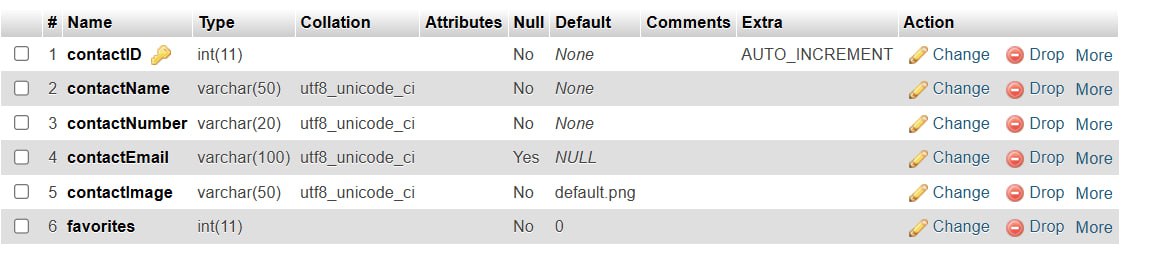 # Name Type Collation Attributes Null Default Comments Extra Action
1 contactID int(11) No None AUTO_INCREMENT Change Drop More
2 contactName varchar(50) utf8_unicode_ci No None Change Drop More
3 contactNumber varchar(20) utf8_unicode_ci No None Change Drop More
4 contactEmail varchar(100) utf8_unicode_ci Yes NULL Change Drop More
5 contactImage varchar(50) utf8_unicode_ci No default.png Change Drop More
6 favorites int(11) No 0 Change Drop More